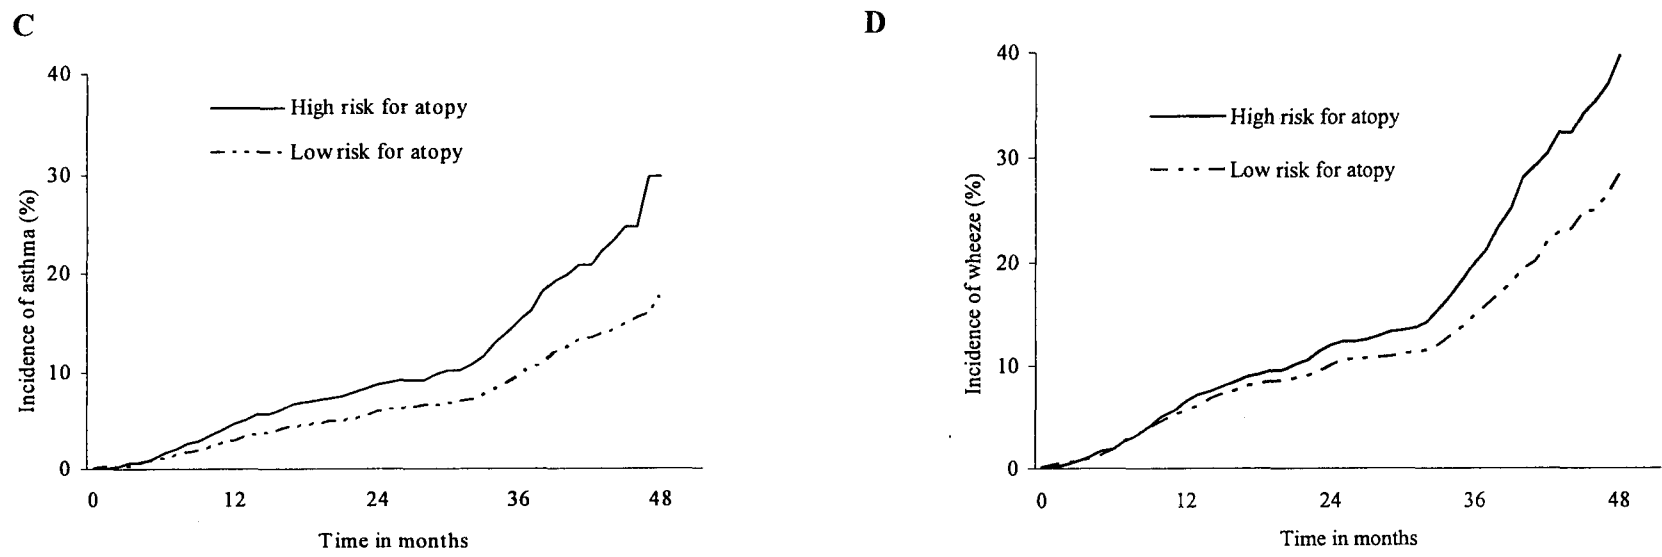 C
40
30
20
10
0
Incidence of asthma (%)
High risk for atopy
Low risk for atopy
0 12 24 36 48
Time in months
D
40
30
20
10
0
Incidence of wheeze (%)
High risk for atopy
Low risk for atopy
0 12 24 36 48
Time in months